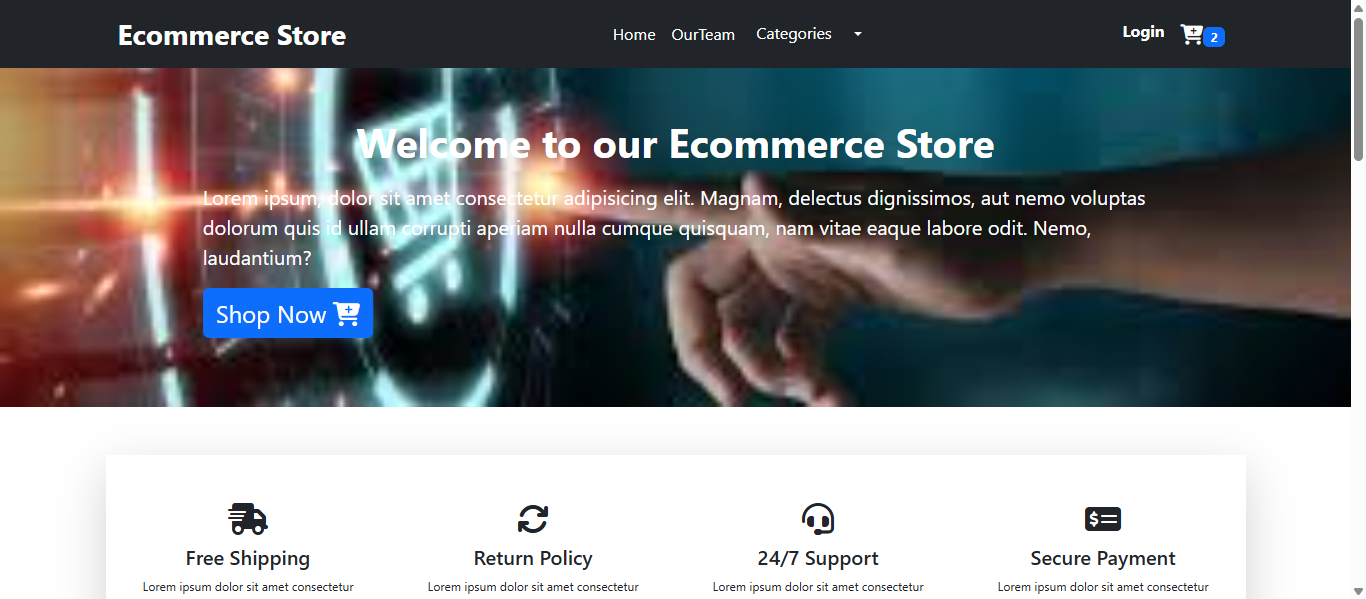 Ecommerce Store
Home OurTeam Categories
Login 2
Welcome to our Ecommerce Store
Lorem ipsum, dolor sit amet consectetur adipisicing elit. Magnam, delectus dignissimos, aut nemo voluptas
dolorum quis id ullam corrupti aperiam nulla cumque quisquam, nam vitae eaque labore odit. Nemo,
laudantium?
Shop Now
Free Shipping
Lorem ipsum dolor sit amet consectetur
Return Policy
Lorem ipsum dolor sit amet consectetur
24/7 Support
Lorem ipsum dolor sit amet consectetur
Secure Payment
Lorem ipsum dolor sit amet consectetur